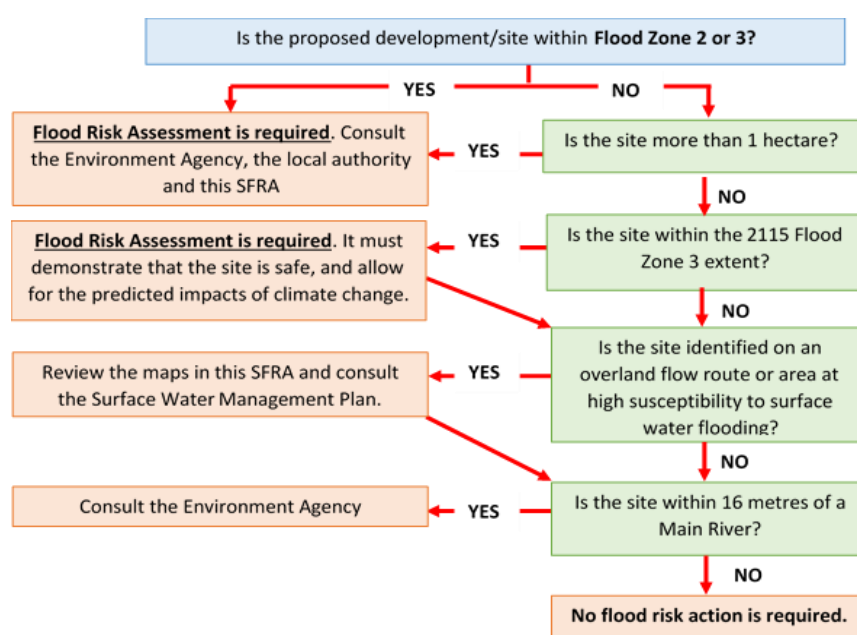 Is the proposed development/site within Flood Zone 2 or 3?
YES
NO
Flood Risk Assessment is required. Consult
the Environment Agency, the local authority
and this SFRA
YES
Is the site more than 1 hectare?
NO
Flood Risk Assessment is required. It must
demonstrate that the site is safe, and allow
for the predicted impacts of climate change.
YES
Is the site within the 2115 Flood
Zone 3 extent?
NO
Review the maps in this SFRA and consult
the Surface Water Management Plan.
YES
Is the site identified on an
overland flow route or area at
high susceptibility to surface
water flooding?
NO
Consult the Environment Agency
YES
Is the site within 16 metres of a
Main River?
NO
No flood risk action is required.